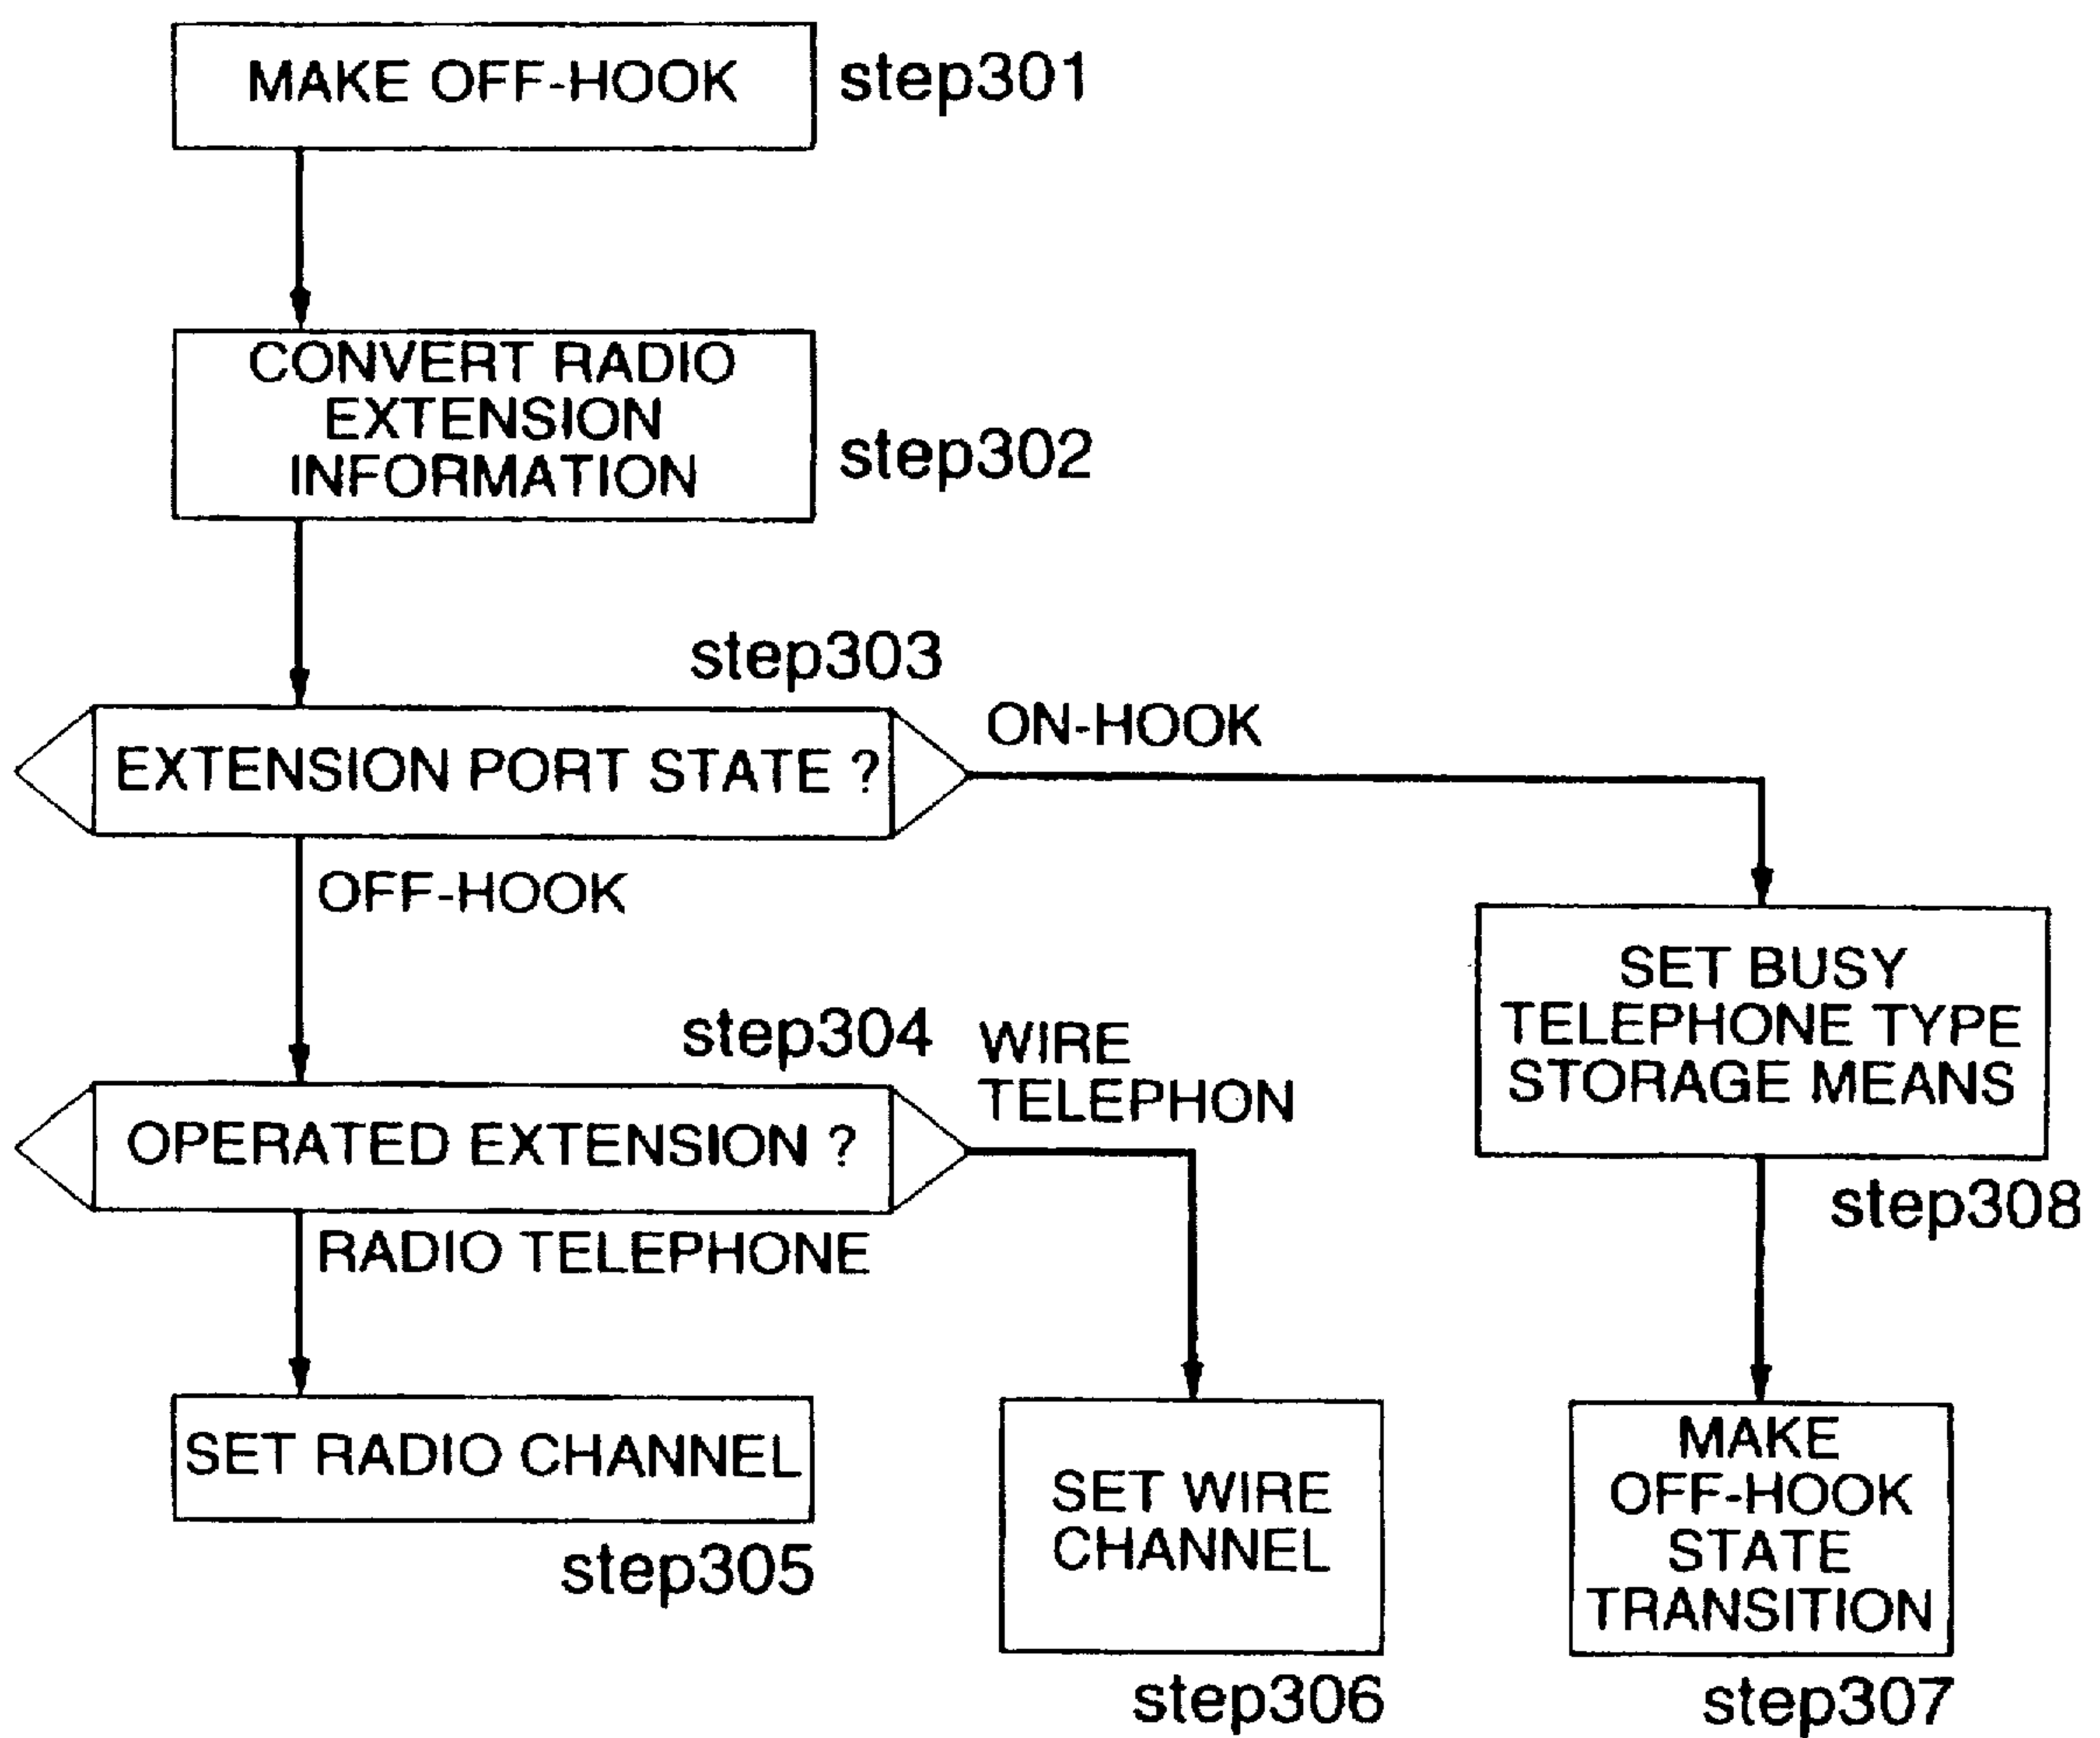 MAKE OFF-HOOK
step301
CONVERT RADIO
EXTENSION
INFORMATION
step302
step303
EXTENSION PORT STATE ?
ON-HOOK
OFF-HOOK
SET BUSY
TELEPHONE TYPE
STORAGE MEANS
step308
step304
WIRE
TELEPHON
OPERATED EXTENSION ?
RADIO TELEPHONE
SET RADIO CHANNEL
step305
SET WIRE
CHANNEL
step306
MAKE
OFF-HOOK
STATE
TRANSITION
step307